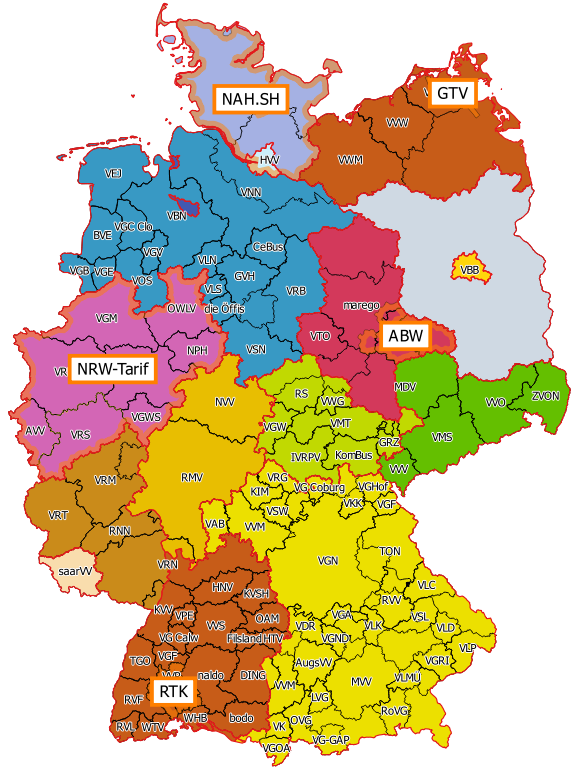 NAH.SH
GTV
VVW
HVV
VVM
VEJ
VNN
VBN
BVE
VGC Clo
CeBus
VGV
VLN
VGB
VGE
VOS
GVH
VBB
VLS
VRB
die Öffis
marego
OWLV
VGM
VTO
ABW
NPH
VSN
NRW-Tarif
MDV
NVV
RS
VWG
ZVON
VVO
VGWS
AVV
VRS
VGW
VMT
VMS
GRZ
IVRPV
KomBus
VVV
VRM
RMV
VRG
KIM
VG Coburg
VGHof
VRT
VKK
VGF
RNN
VAB
VSW
VVM
VGN
TON
saarVV
VRN
HNV
KVSH
VLC
RVV
KVV
VPE
VVS
OAM
VGA
VDR
VLK
VSL
VLD
VG Calw
Filsland
HTV
VGND
VLP
VGF
TGO
AugsVV
VGRI
naldo
DING
VVM
MVV
VLMU
RTK
RVF
LVG
RoVG
WHB
bodo
OVG
RVL
WTV
VK
VG-GAP
VGOA